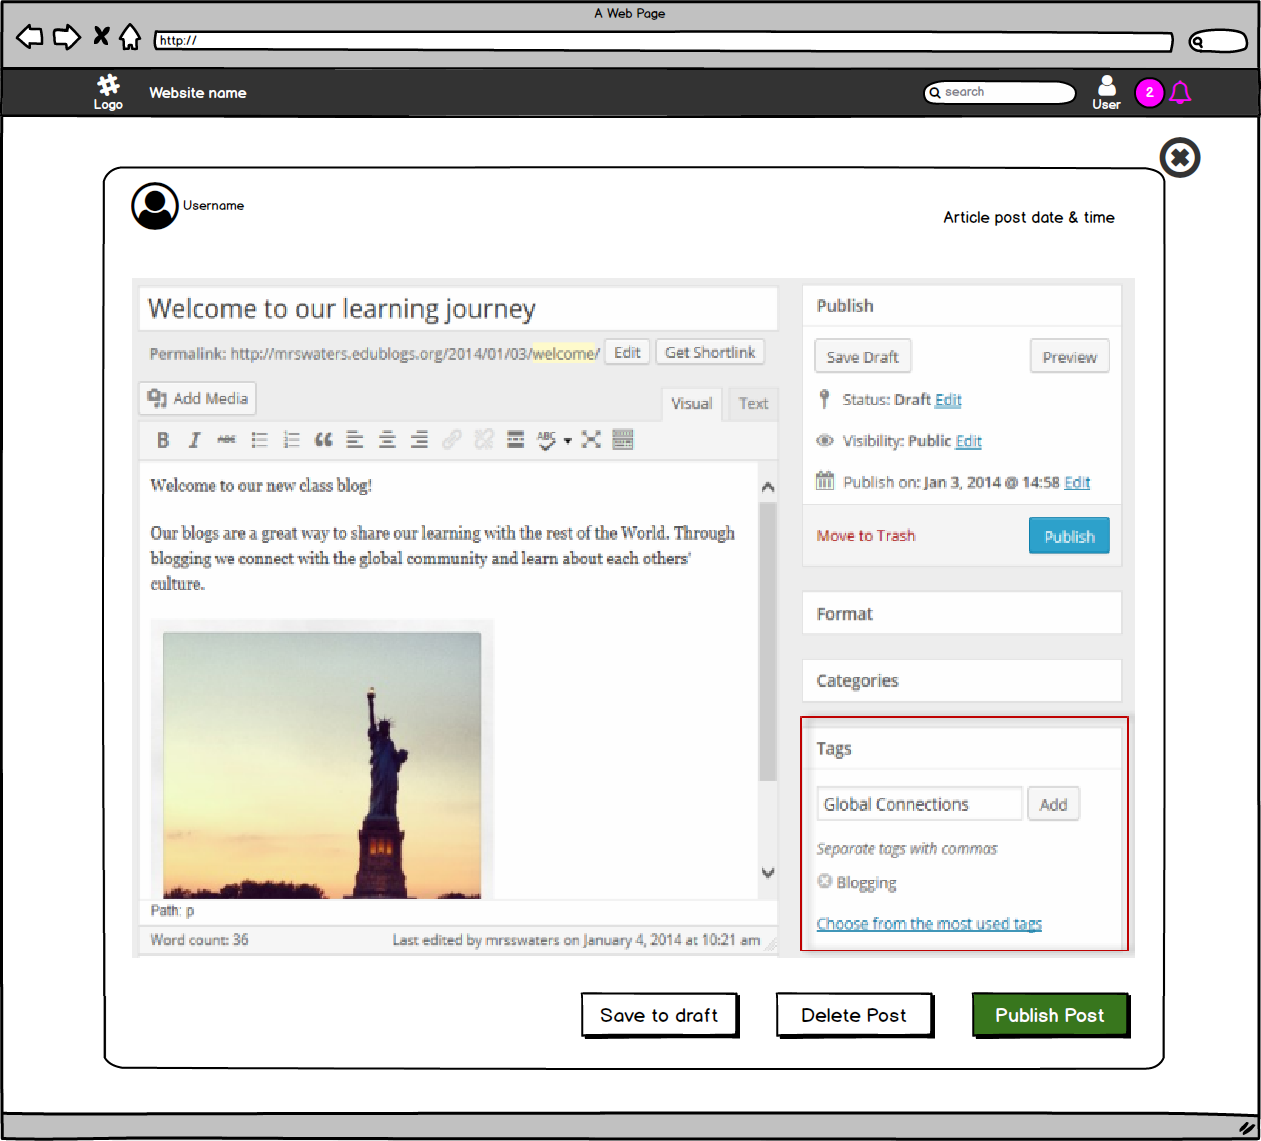 A Web Page
http://
Logo
Website name
search
User
2
Username
Article post date & time
Welcome to our learning journey
Permalink: http://mrswaters.edublogs.org/2014/01/03/welcome/ Edit Get Shortlink
Add Media
Visual Text
B I ABC ABC
Welcome to our new class blog!
Our blogs are a great way to share our learning with the rest of the World. Through
blogging we connect with the global community and learn about each others'
culture.
Path: p
Word count: 36 Last edited by mrsswaters on January 4, 2014 at 10:21 am
Publish
Save Draft Preview
Status: Draft Edit
Visibility: Public Edit
Publish on: Jan 3, 2014 @ 14:58 Edit
Move to Trash Publish
Format
Categories
Tags
Global Connections Add
Separate tags with commas
Blogging
Choose from the most used tags
Save to draft Delete Post Publish Post